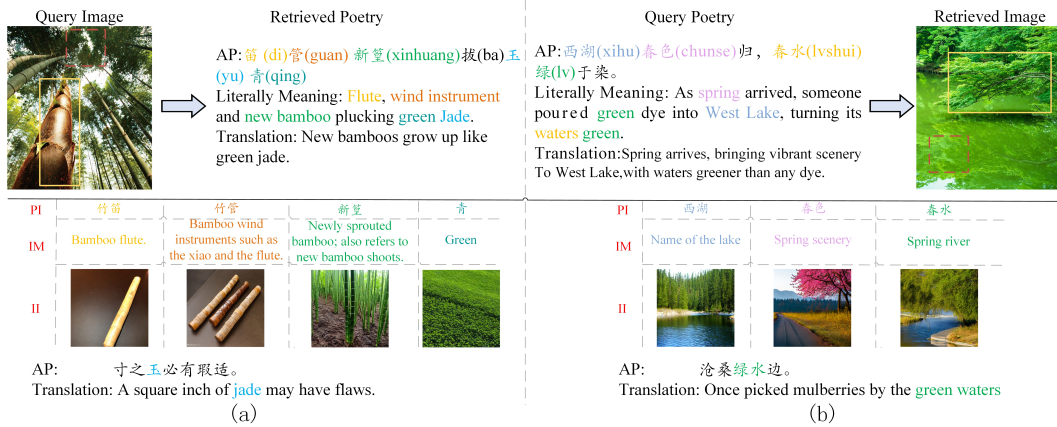 Query Image
Retrieved Poetry
AP:笛 (di)管(guan) 新篁(xinhuang)拔(ba)玉
(yu) 青(qing)
Literally Meaning: Flute, wind instrument
and new bamboo plucking green Jade.
Translation: New bamboos grow up like
green jade.
PI 竹笛 竹管 新篁 青
IM Bamboo flute. Bamboo wind instruments such as the xiao and the flute. Newly sprouted bamboo; also refers to new bamboo shoots. Green
II
AP: 寸之玉必有瑕适。
Translation: A square inch of jade may have flaws.
(a)
Query Poetry
Retrieved Image
AP:西湖(xihu)春色(chunse)归, 春水(lvshui)
绿(lv)于染。
Literally Meaning: As spring arrived, someone
poured green dye into West Lake, turning its
waters green.
Translation:Spring arrives, bringing vibrant scenery
To West Lake,with waters greener than any dye.
PI 西湖 春色 春水
IM Name of the lake Spring scenery Spring river
II
AP: 沧桑绿水边。
Translation: Once picked mulberries by the green waters
(b)